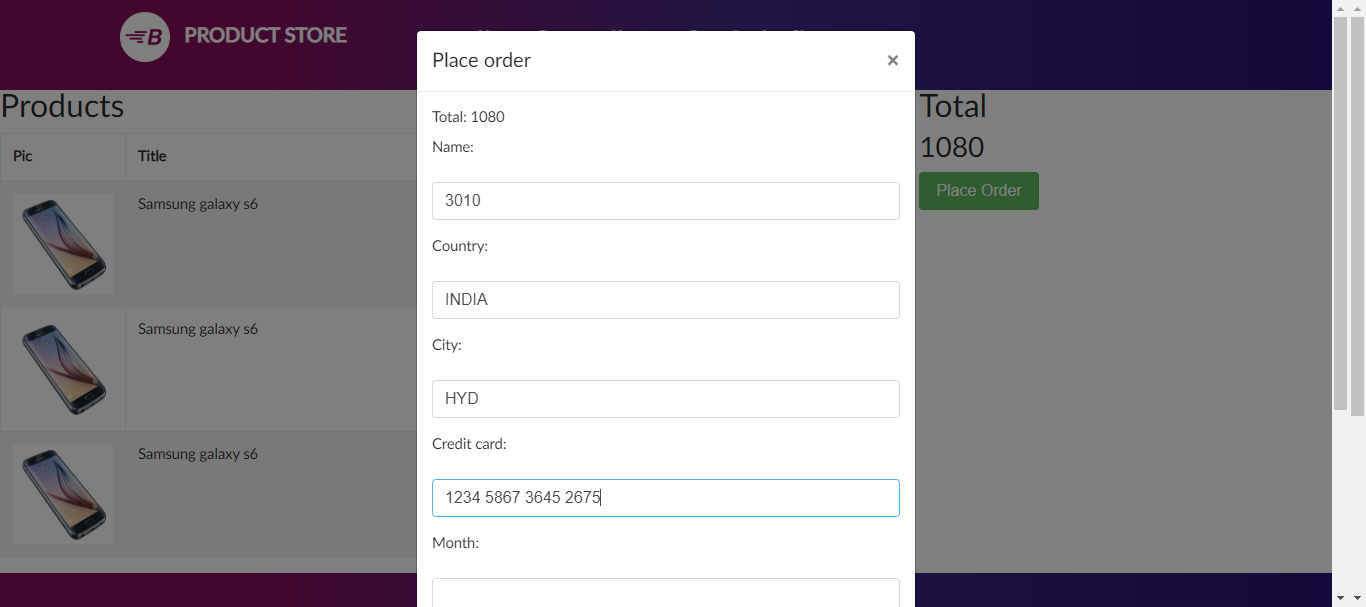 B PRODUCT STORE
Place order ×
Products
Total
Total: 1080
1080
Name:
Pic Title
Place Order
3010
Samsung galaxy s6
Country:
INDIA
Samsung galaxy s6
City:
HYD
Credit card:
Samsung galaxy s6
1234 5867 3645 2675
Month: